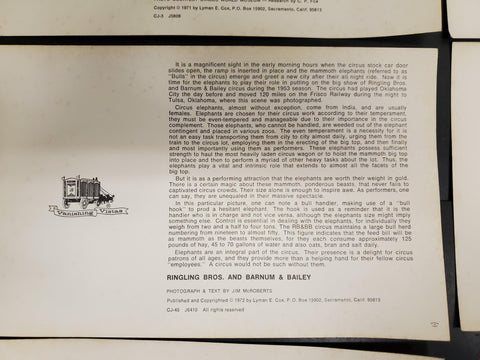 PHOTO COURTESY CIRCUS WORLD MUSEUM — Research by C. P. Fox
Copyright © 1971 by Lyman E. Cox, P.O. Box 15902, Sacramento, Calif. 95813
CJ-3 J5808
It is a magnificent sight in the early morning hours when the circus stock car door
slides open, the ramp is inserted in place and the mammoth elephants (referred to as
"Bulls" in the circus) emerge and greet a new city after their all night ride. Now it is
time for the elephants to play their role in putting on the big show of Ringling Bros.
and Barnum & Bailey circus during the 1953 season. The circus had played Oklahoma
City the day before and moved 120 miles on the Frisco Railway during the night to
Tulsa, Oklahoma, where this scene was photographed.
Circus elephants, almost without exception, come from India, and are usually
females. Elephants are chosen for their circus work according to their temperament,
they must be even-tempered and manageable due to their importance in the circus
complement. Those elephants, who cannot be handled, are weeded out of the elephant
contingent and placed in various zoos. The even temperament is a necessity for it is
not an easy task transporting them from city to city almost daily, urging them from the
train to the circus lot, employing them in the erecting of the big top, and then finally
and most importantly using them as performers. These elephants possess sufficient
strength to haul the most heavily laden circus wagon or to hoist the mammoth big top
into place and then to perform a myriad of other heavy tasks about the lot. Thus, the
elephants play a vital and intrinsic role that extends to almost all the facets of the
big top.
But it is as a performing attraction that the elephants are worth their weight in gold.
There is a certain magic about these mammoth, ponderous beasts, that never fails to
captivated circus crowds. Their size alone is enough to inspire awe. As performers, one
can say, they are unequaled in their massive spectacle.
In this particular picture, one can note a bull handler, making use of a "bull
hook" to prod a hesitant elephant. The hook is used as a reminder that it is the
handler who is in charge and not vice versa, although the elephants size might imply
something else. Control is essential in dealing with the elephants, for individually they
weigh from two and a half to four tons. The RB&BB circus maintains a large bull herd
numbering from nineteen to almost fifty. This figure indicates that the feed bill will be
as mammoth as the beasts themselves, for they each consume approximately 125
pounds of hay, 45 to 70 gallons of water and also oats, bran and salt daily.
Elephants are an integral part of the circus. Their presence is a delight for circus
patrons of all ages, and they provide more than a helping hand for their fellow circus
"employees." A circus would not be such without them.
Vanishing Vistas
RINGLING BROS. AND BARNUM & BAILEY
PHOTOGRAPH & TEXT BY JIM McROBERTS
Published and Copyrighted © 1972 by Lyman E. Cox, P.O. Box 15902, Sacramento, Calif. 95813
CJ-45 J6410 All rights reserved